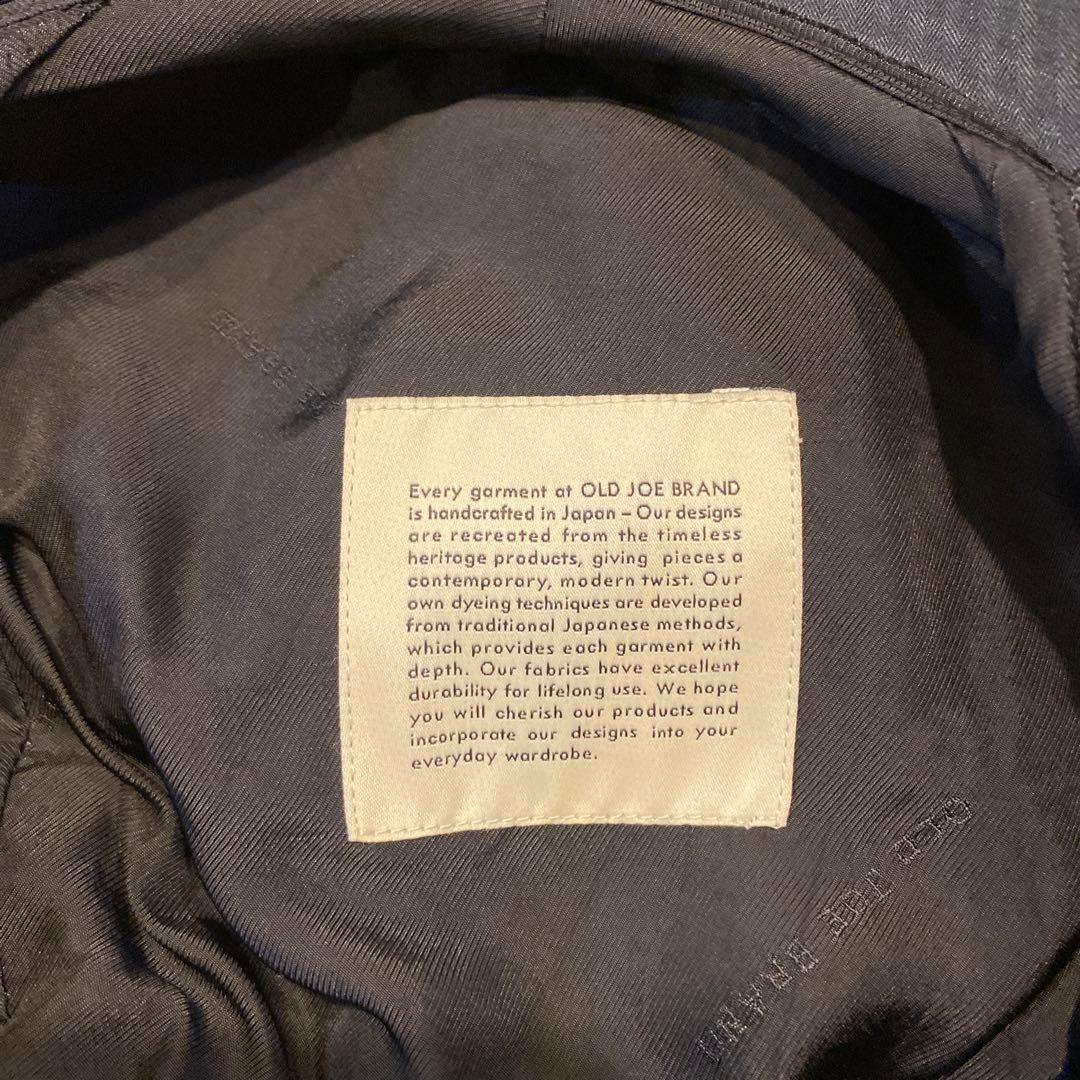 Every garment at OLD JOE BRAND
is handcrafted in Japan – Our designs
are recreated from the timeless
heritage products, giving pieces a
contemporary, modern twist. Our
own dyeing techniques are developed
from traditional Japanese methods,
which provides each garment with
depth. Our fabrics have excellent
durability for lifelong use. We hope
you will cherish our products and
incorporate our designs into your
everyday wardrobe.
OLD JOE BRAND